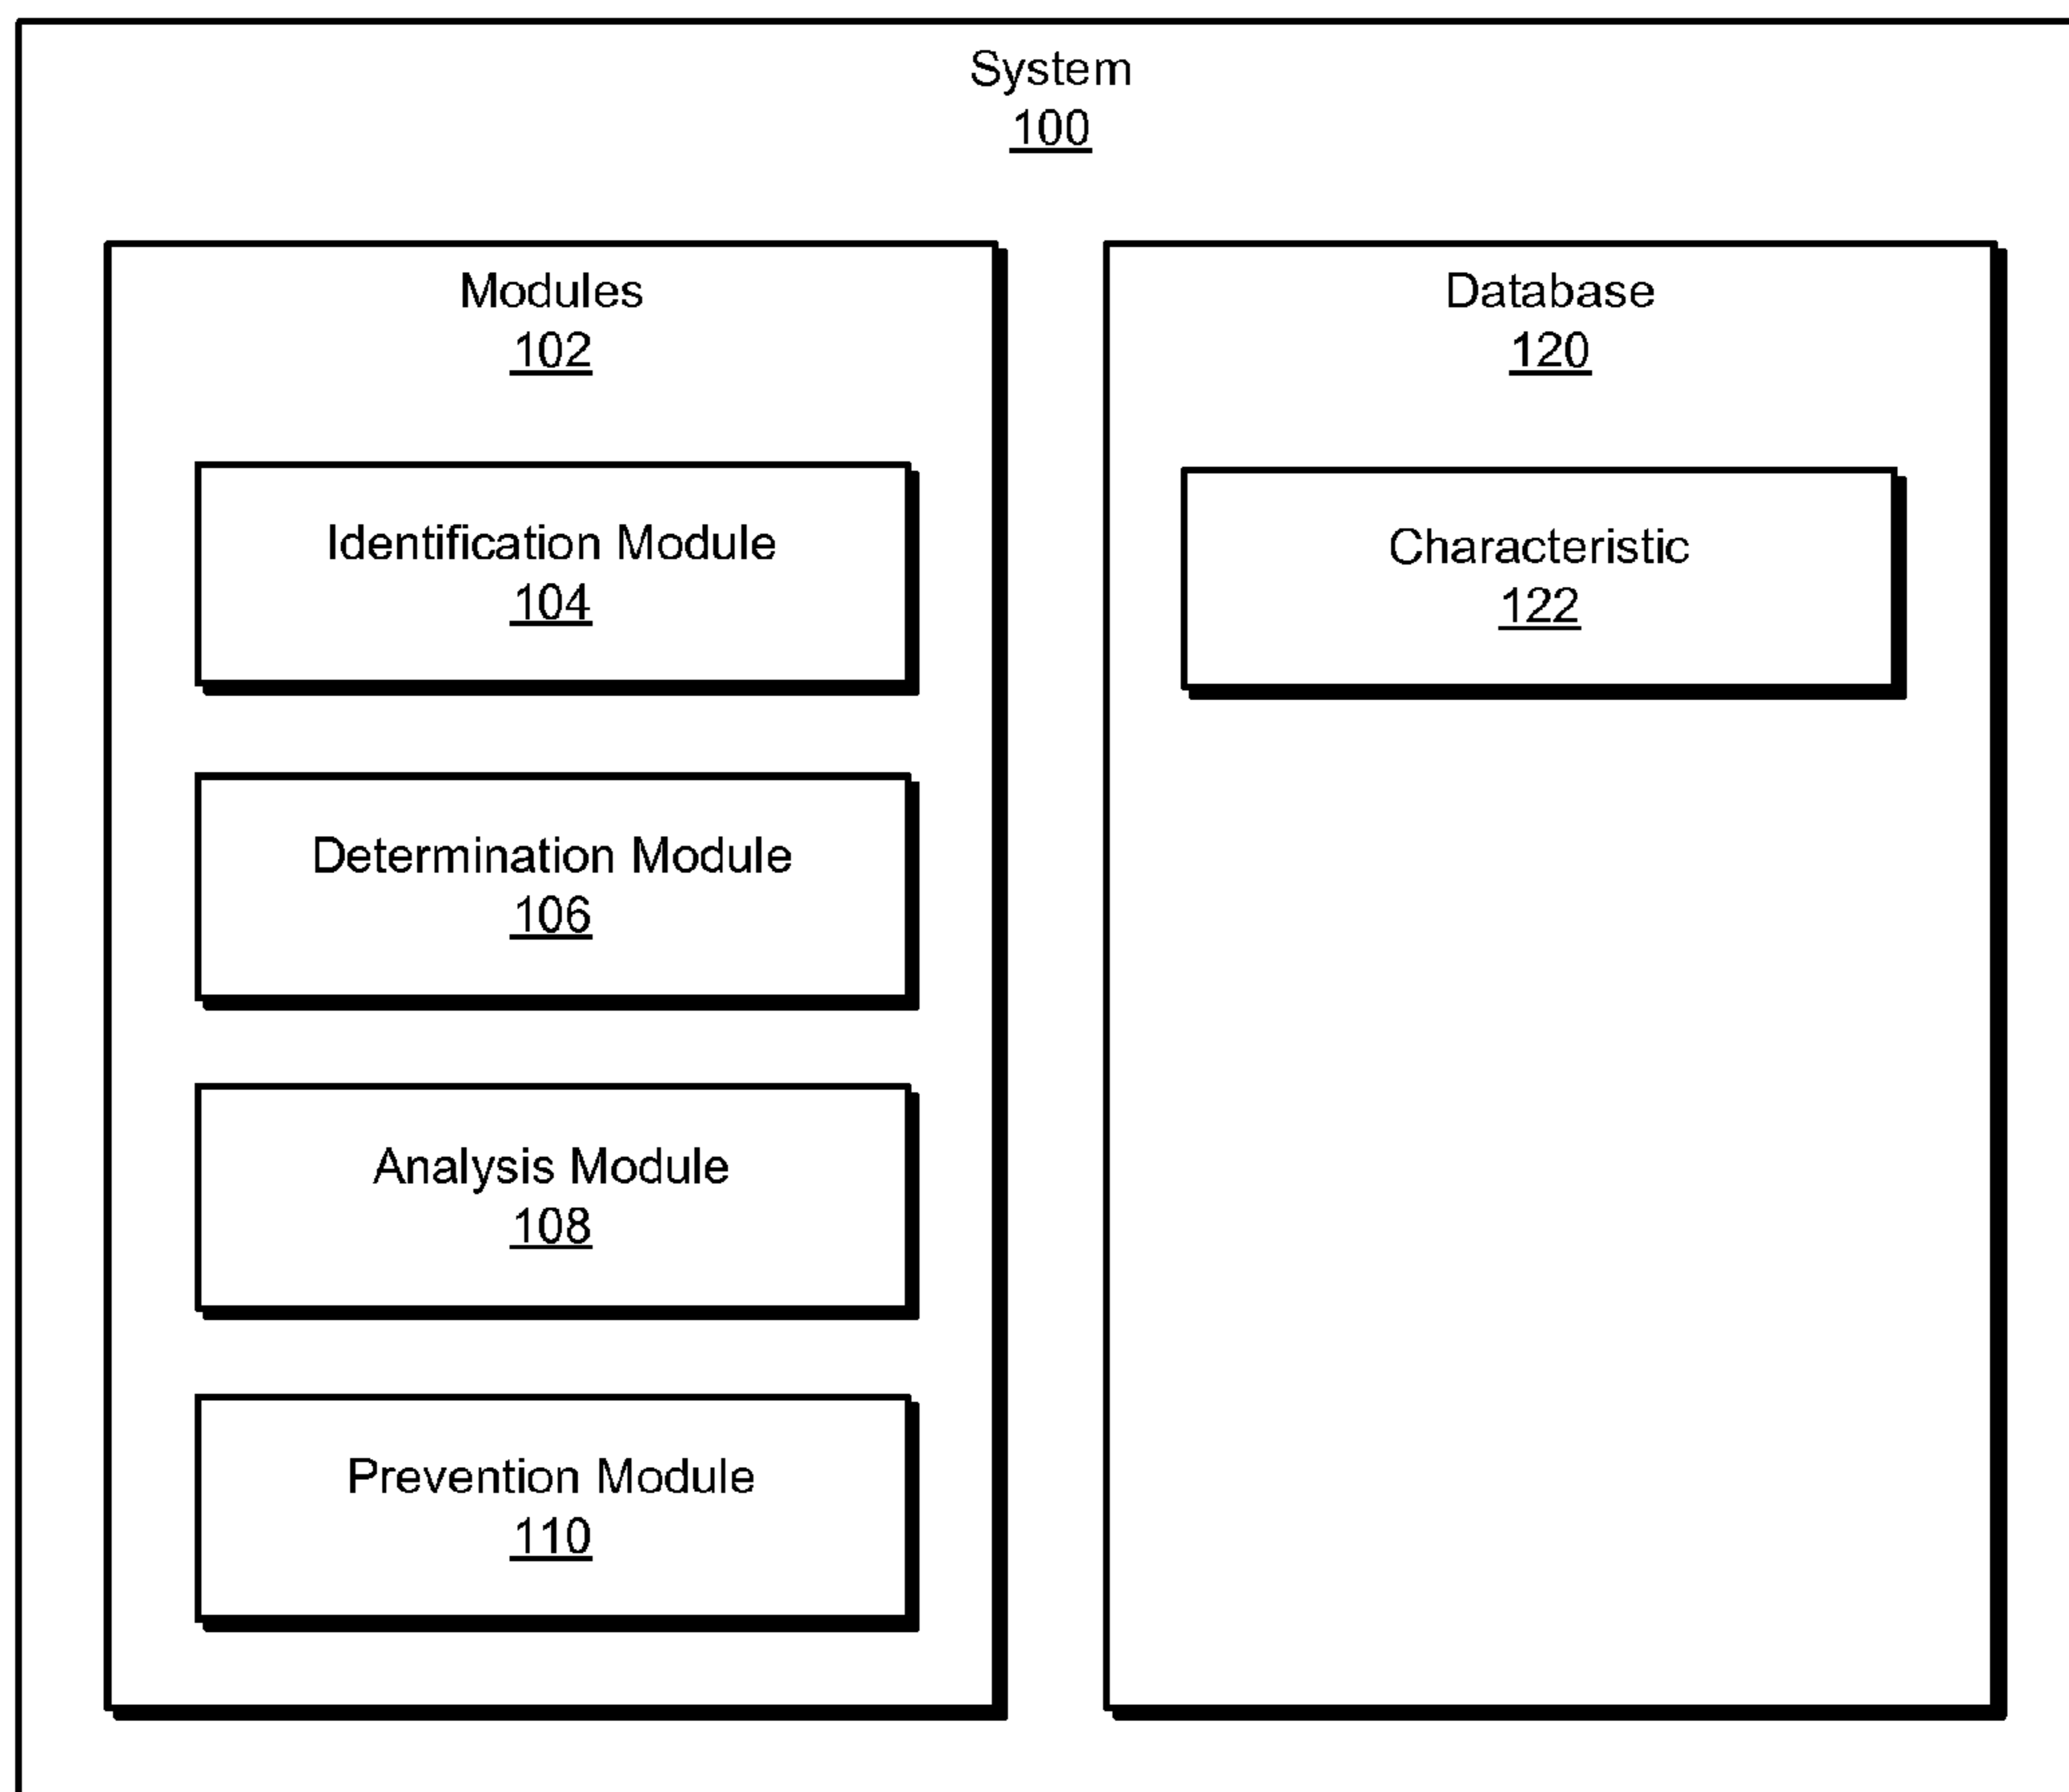 System
100
Modules
102
Identification Module
104
Determination Module
106
Analysis Module
108
Prevention Module
110
Database
120
Characteristic
122